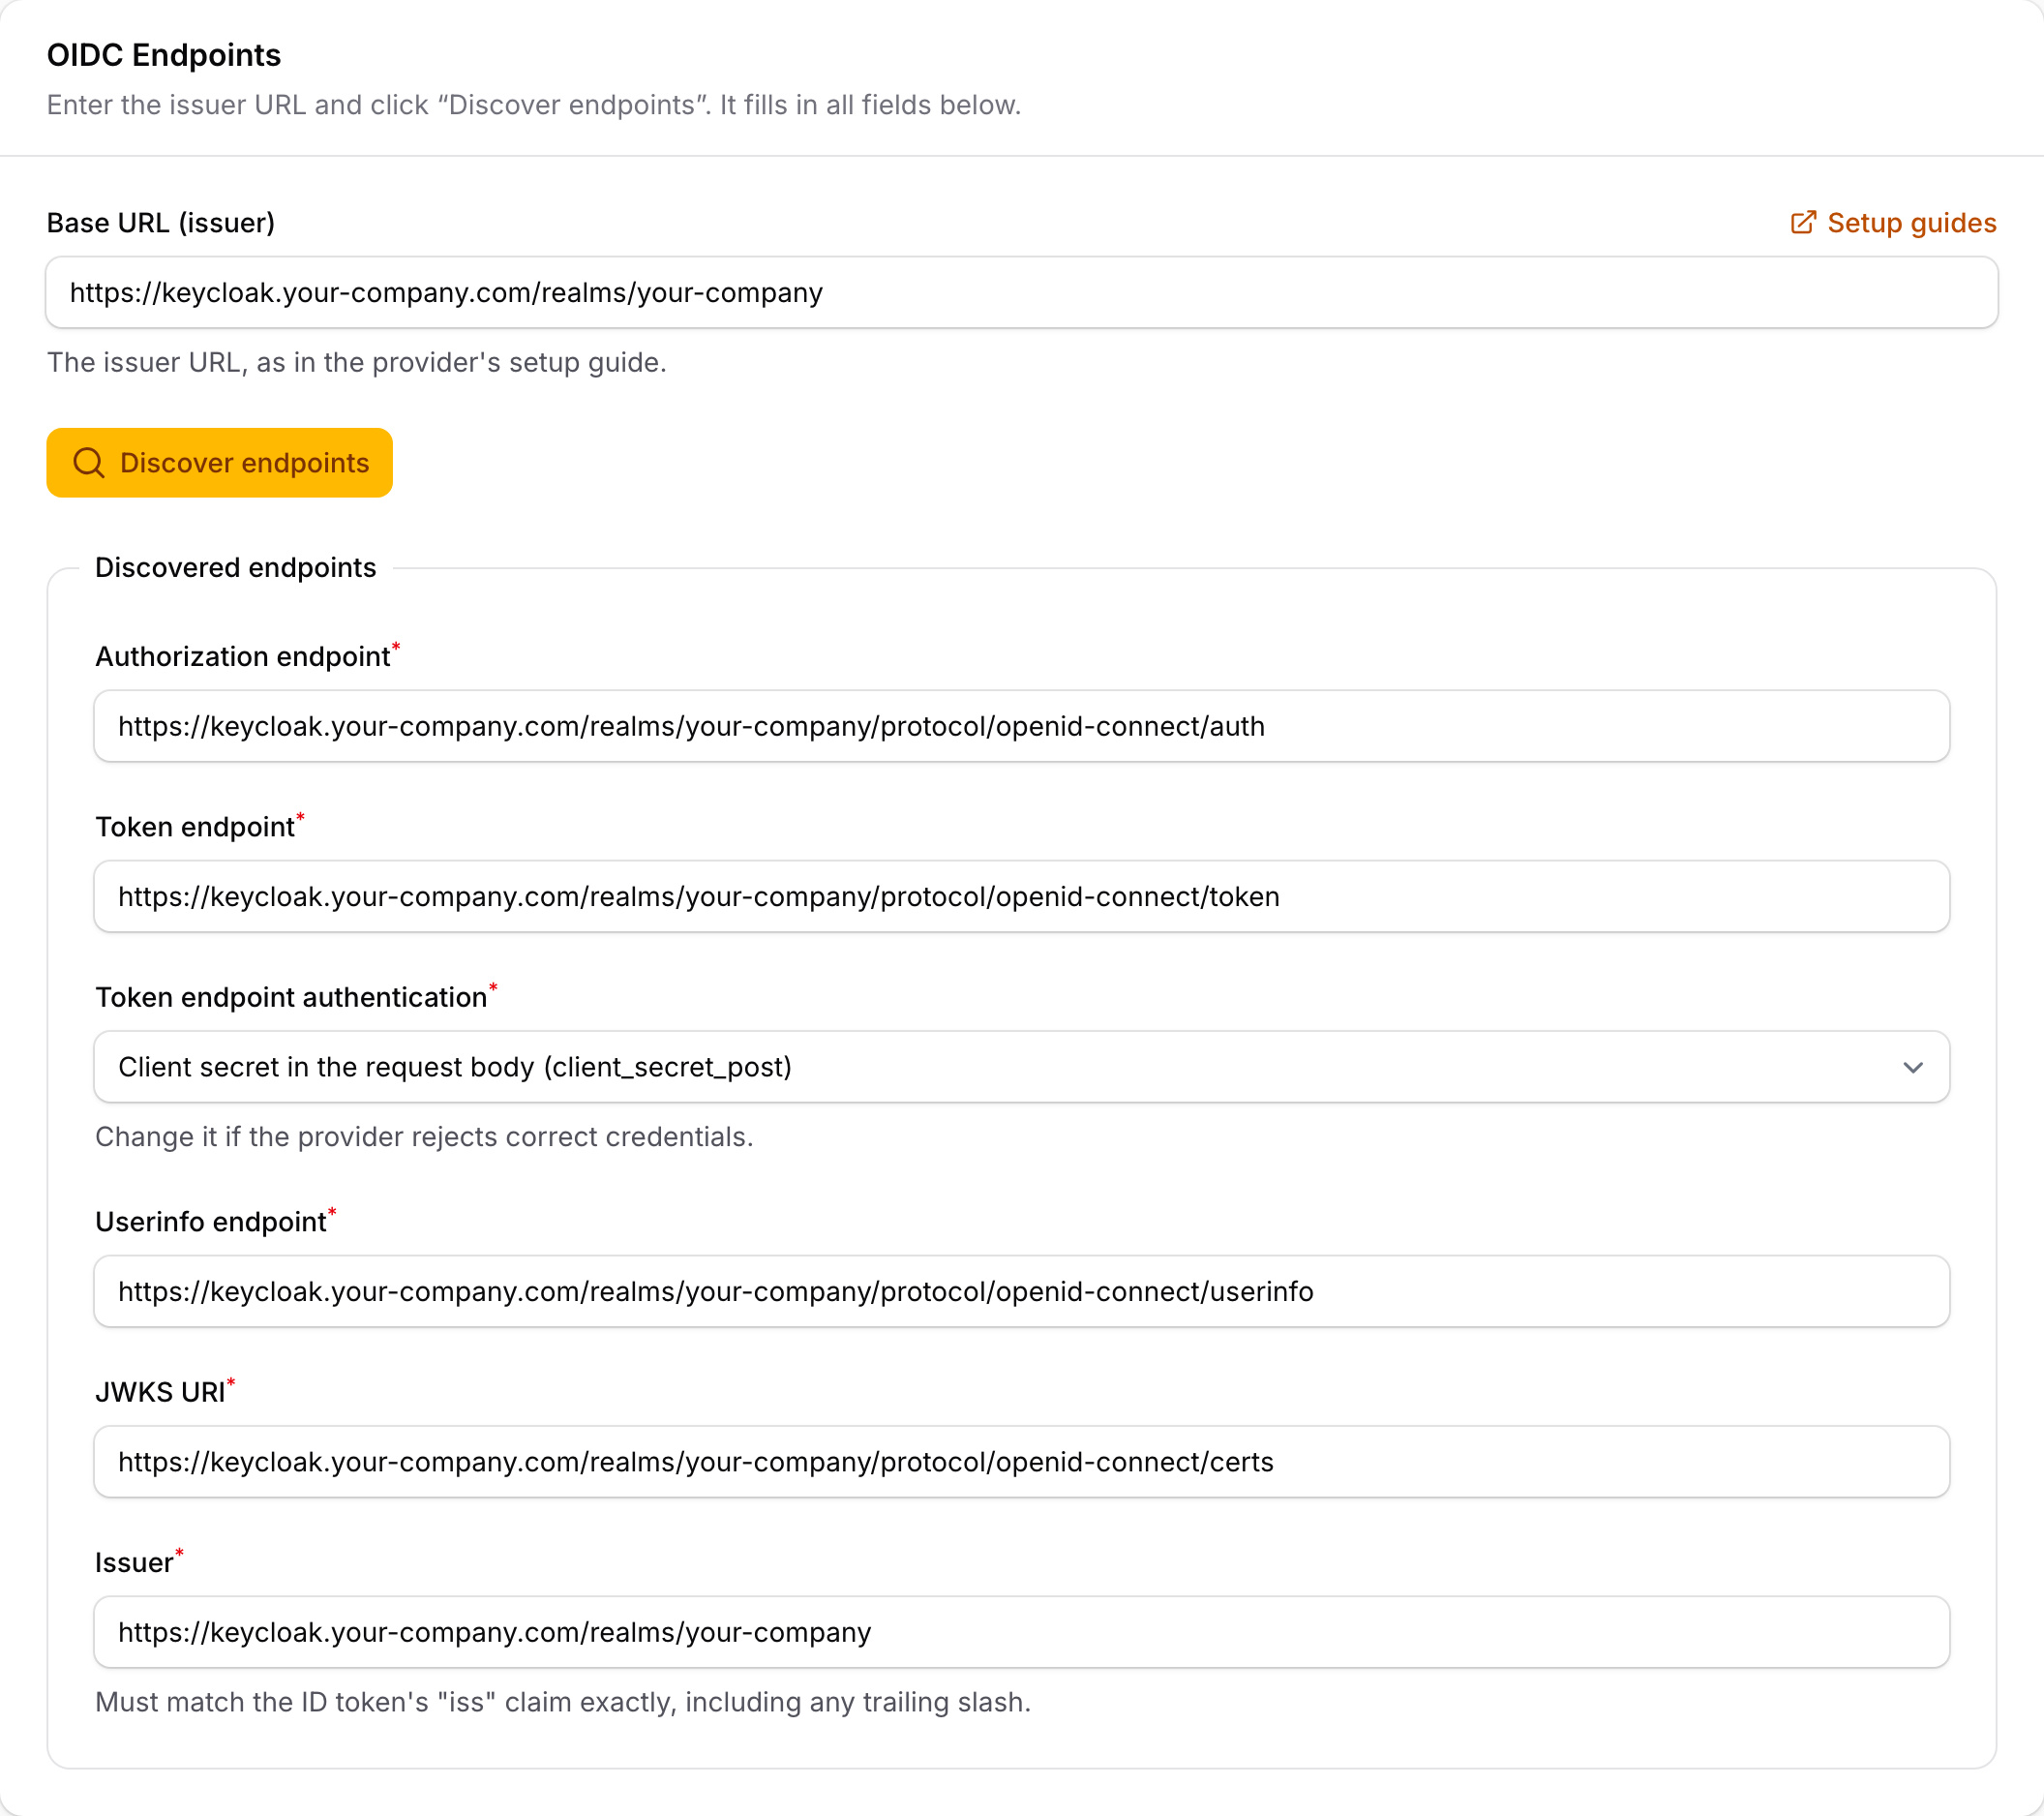 OIDC Endpoints
Enter the issuer URL and click “Discover endpoints”. It fills in all fields below.
Base URL (issuer)
Setup guides
https://keycloak.your-company.com/realms/your-company
The issuer URL, as in the provider's setup guide.
Discover endpoints
Discovered endpoints
Authorization endpoint*
https://keycloak.your-company.com/realms/your-company/protocol/openid-connect/auth
Token endpoint*
https://keycloak.your-company.com/realms/your-company/protocol/openid-connect/token
Token endpoint authentication*
Client secret in the request body (client_secret_post)
Change it if the provider rejects correct credentials.
Userinfo endpoint*
https://keycloak.your-company.com/realms/your-company/protocol/openid-connect/userinfo
JWKS URI*
https://keycloak.your-company.com/realms/your-company/protocol/openid-connect/certs
Issuer*
https://keycloak.your-company.com/realms/your-company
Must match the ID token's "iss" claim exactly, including any trailing slash.